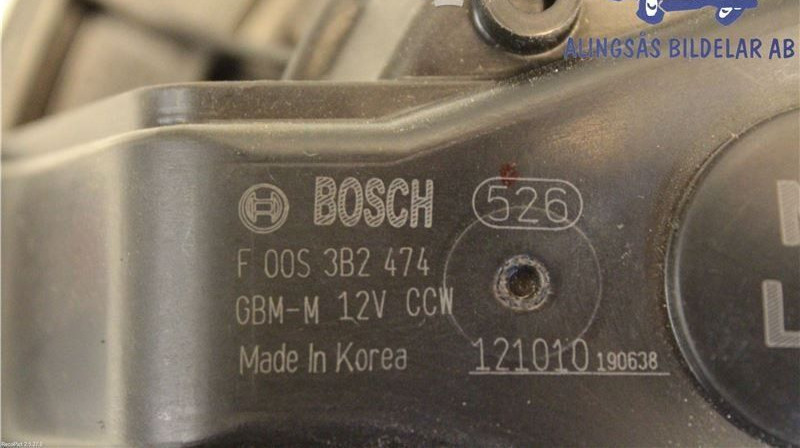 ALINGSÅS BILDELAR AB
BOSCH 526
F 00S 3B2 474
GBM-M 12V CCW
Made In Korea 121010 190638